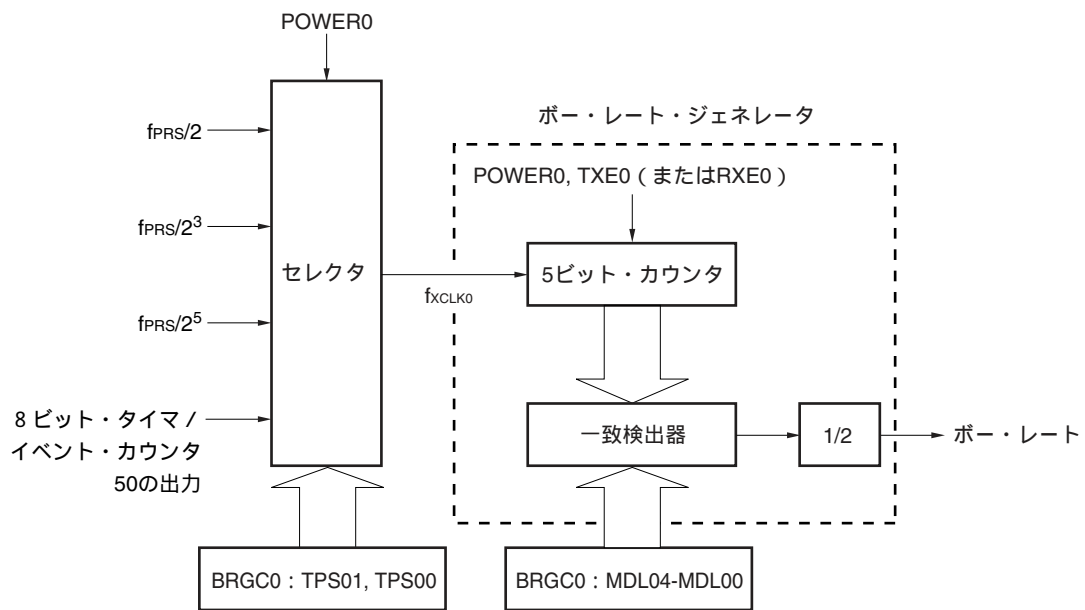 POWER0
fPRS/2
fPRS/2³
fPRS/2⁵
8 ビット・タイマ /
イベント・カウンタ
50の出力
セレクタ
fXCLK0
BRGC0：TPS01, TPS00
ボー・レート・ジェネレータ
POWER0, TXE0（またはRXE0）
5ビット・カウンタ
一致検出器
1/2
ボー・レート
BRGC0：MDL04-MDL00